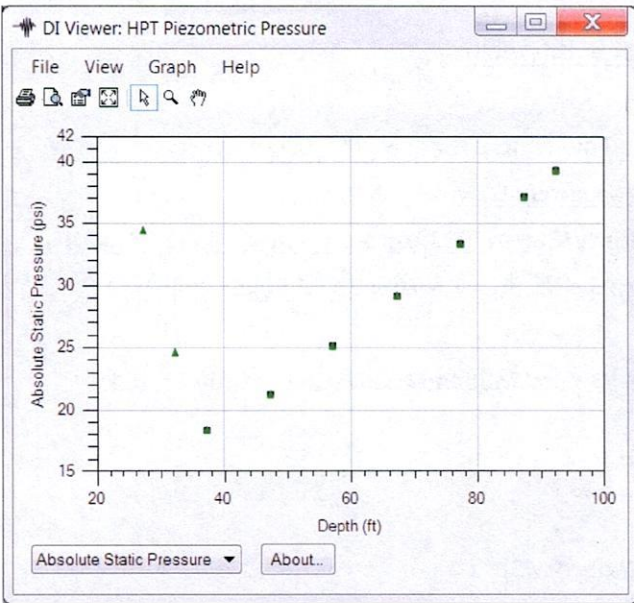 DI Viewer: HPT Piezometric Pressure
File View Graph Help
42
40
35
30
25
20
15
Absolute Static Pressure (psi)
20 40 60 80 100
Depth (ft)
Absolute Static Pressure
About...